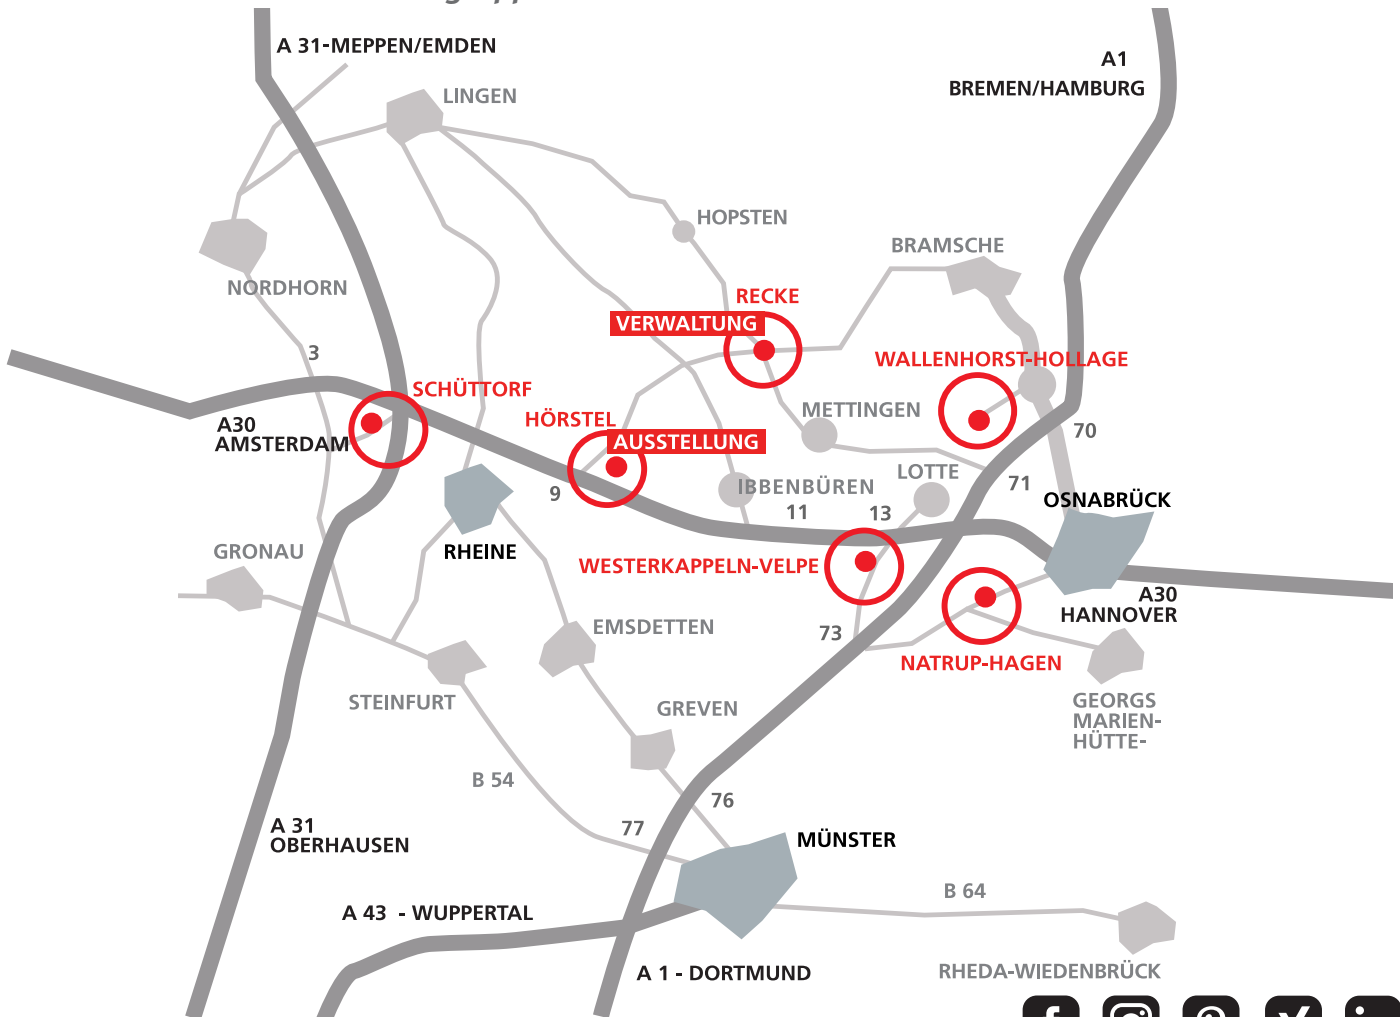 A 31-MEPPEN/EMDEN
A1
BREMEN/HAMBURG
LINGEN
HOPSTEN
BRAMSCHE
NORDHORN
RECKE
VERWALTUNG
3
WALLENHORST-HOLLAGE
SCHÜTTORF
HÖRSTEL
METTINGEN
A30
AMSTERDAM
AUSSTELLUNG
70
LOTTE
71
9
IBBENBÜREN
11
13
OSNABRÜCK
GRONAU
RHEINE
WESTERKAPPELN-VELPE
A30
HANNOVER
EMSDETTEN
73
NATRUP-HAGEN
STEINFURT
GREVEN
GEORGS
MARIEN-
HÜTTE-
B 54
76
77
A 31
OBERHAUSEN
MÜNSTER
B 64
A 43 - WUPPERTAL
A 1 - DORTMUND
RHEDA-WIEDENBRÜCK